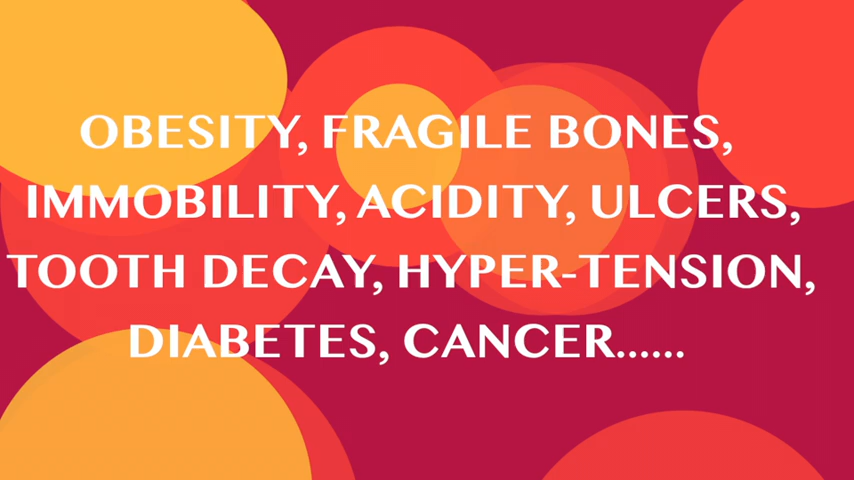 OBESITY, FRAGILE BONES,
IMMOBILITY, ACIDITY, ULCERS,
TOOTH DECAY, HYPER-TENSION,
DIABETES, CANCER......